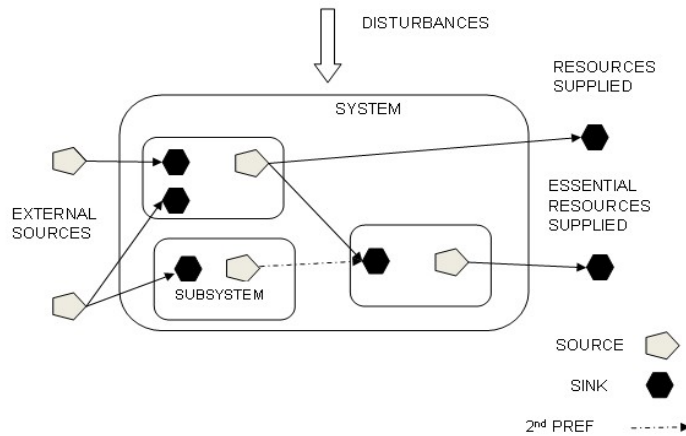 DISTURBANCES
RESOURCES
SUPPLIED
SYSTEM
EXTERNAL
SOURCES
ESSENTIAL
RESOURCES
SUPPLIED
SUBSYSTEM
SOURCE
SINK
2nd PREF